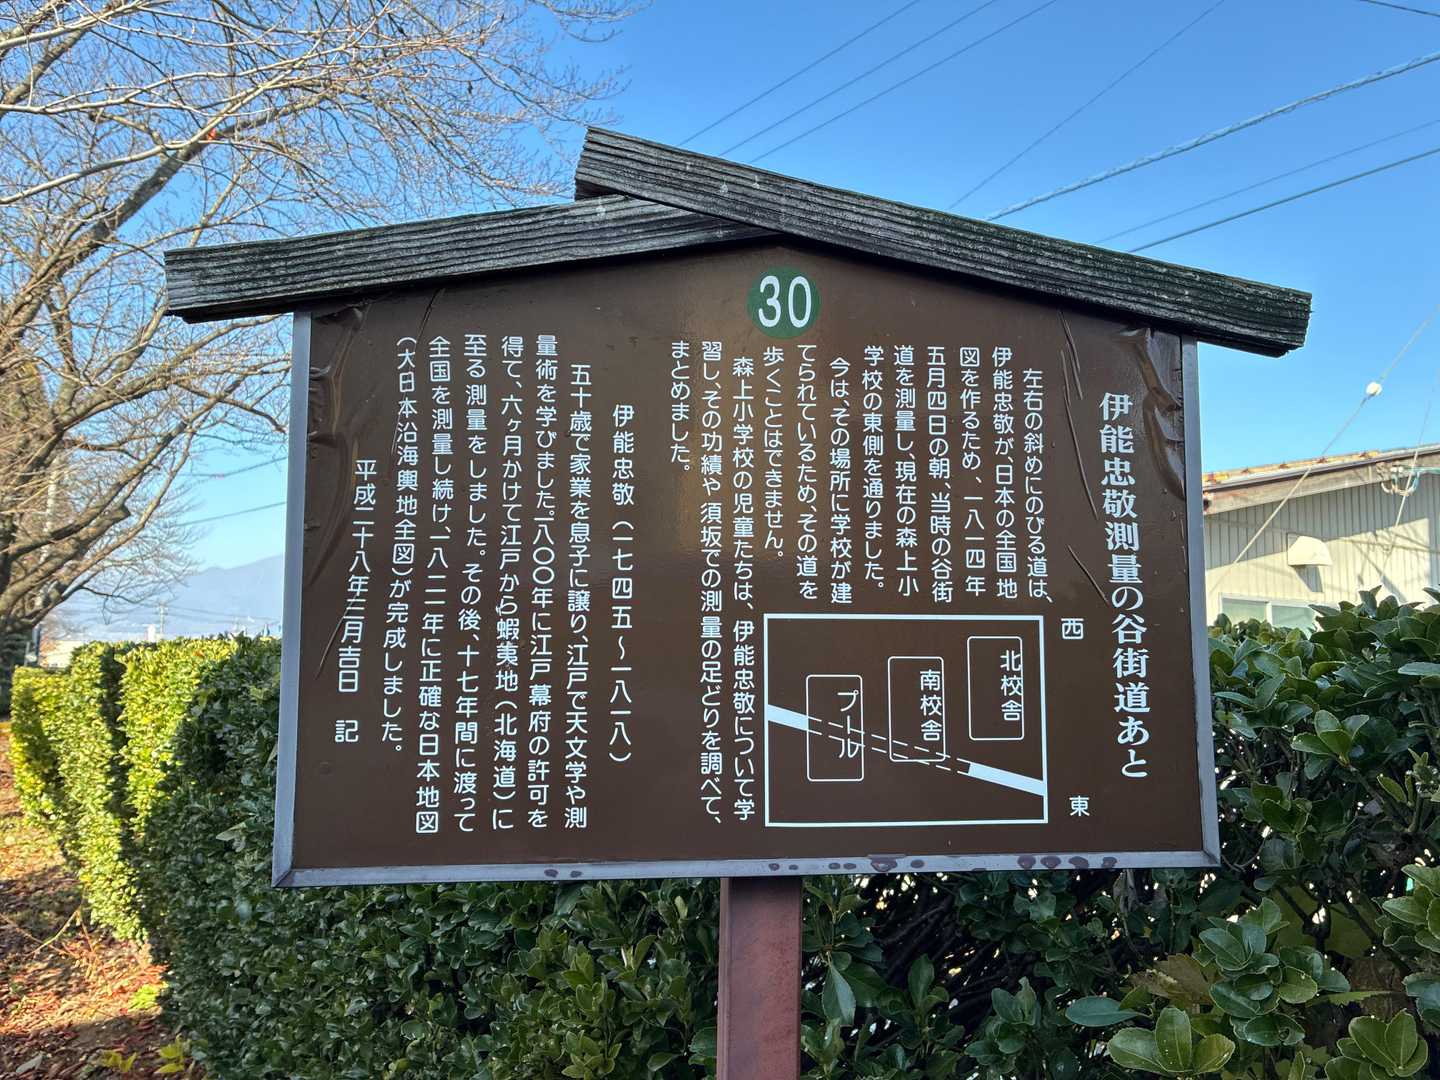 30
伊能忠敬測量の谷街道あと
左右の斜めにのびる道は、
伊能忠敬が、日本の全国地
図を作るため、一八一四年
五月四日の朝、当時の谷街
道を測量し、現在の森上小
学校の東側を通りました。
今は、その場所に学校が建
てられているため、その道を
歩くことはできません。
森上小学校の児童たちは、伊能忠敬について学
習し、その功績や須坂での測量の足どりを調べて、
まとめました。
西
北校舎
南校舎
プール
東
伊能忠敬（一七四五～一八一八）
五十歳で家業を息子に譲り、江戸で天文学や測
量術を学びました。一八〇〇年に江戸幕府の許可を
得て、六ヶ月かけて江戸から蝦夷地（北海道）に
至る測量をしました。その後、十七年間に渡って
全国を測量し続け、一八二一年に正確な日本地図
（大日本沿海輿地全図）が完成しました。
平成二十八年三月吉日　記